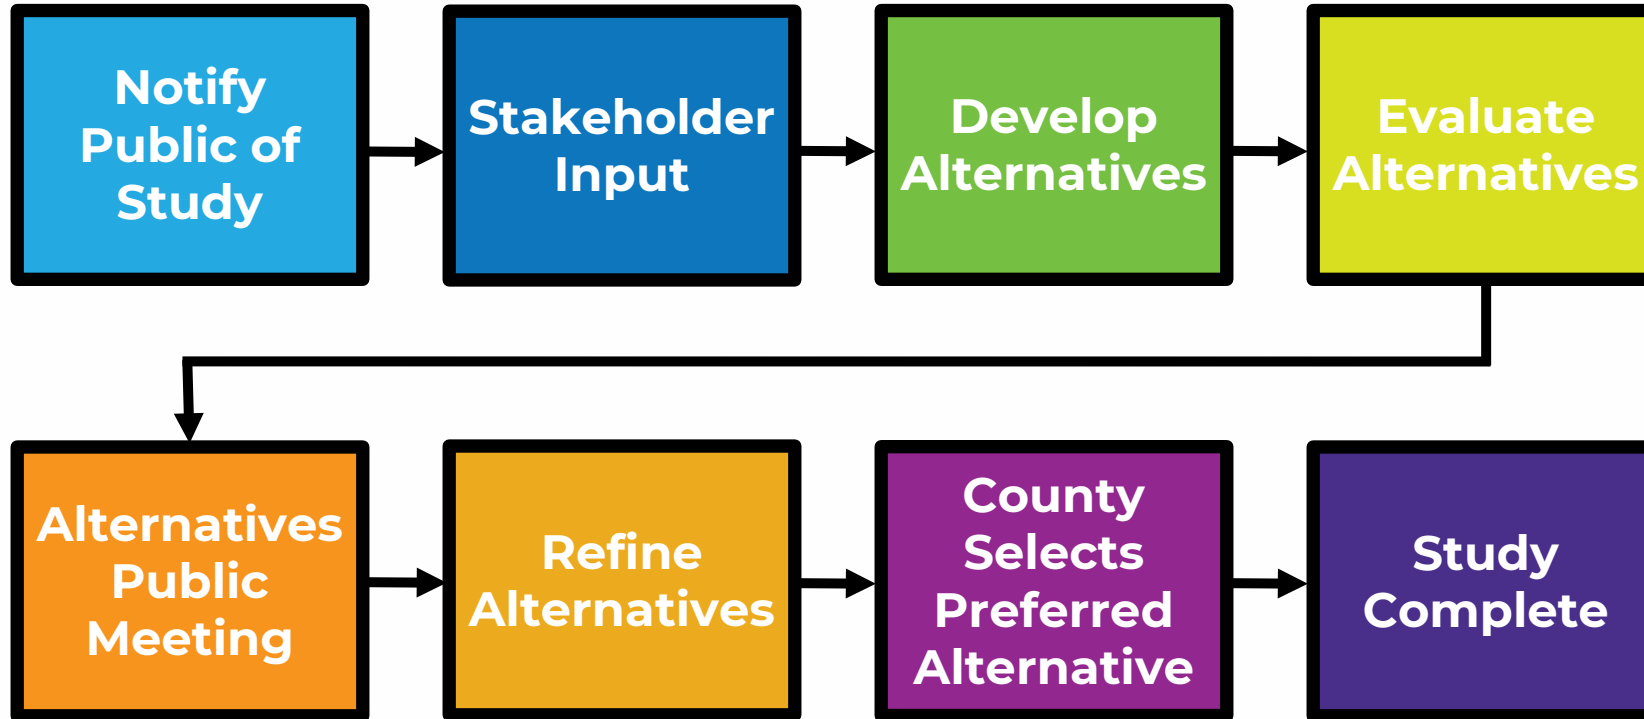 Notify
Public of
Study
Stakeholder
Input
Develop
Alternatives
Evaluate
Alternatives
Alternatives
Public
Meeting
Refine
Alternatives
County
Selects
Preferred
Alternative
Study
Complete